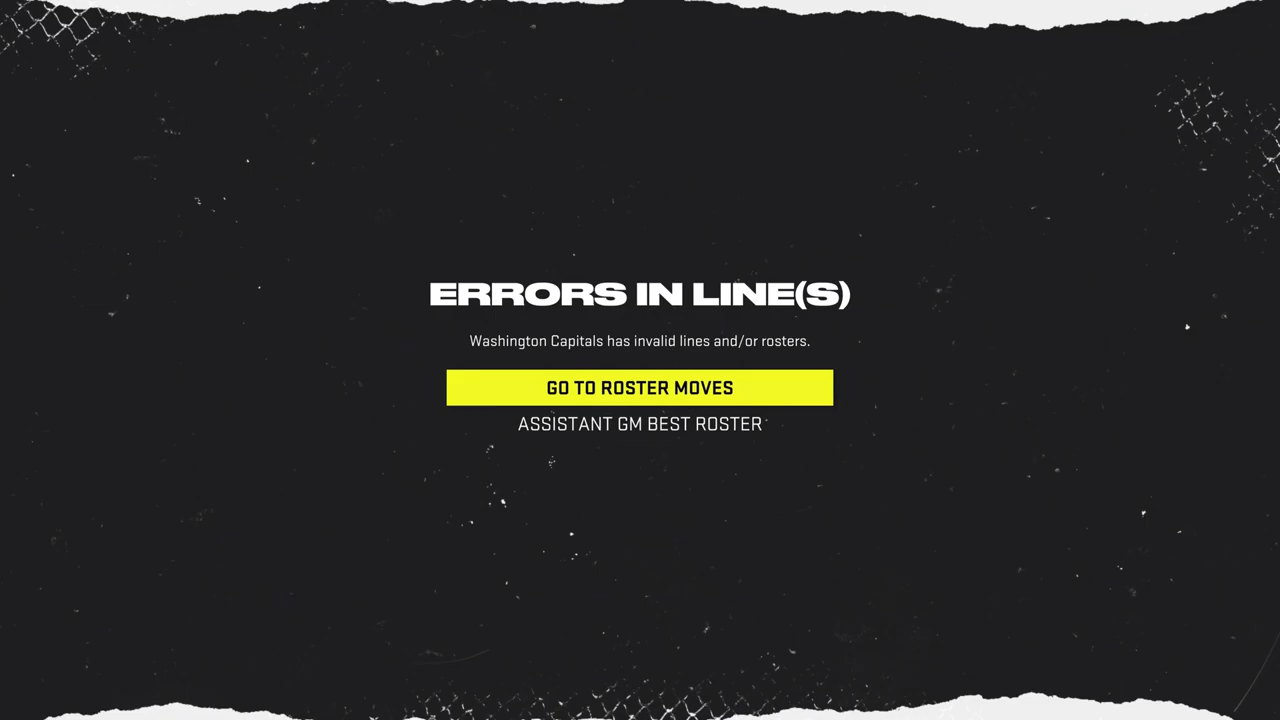 ERRORS IN LINE(S)
Washington Capitals has invalid lines and/or rosters.
GO TO ROSTER MOVES
ASSISTANT GM BEST ROSTER